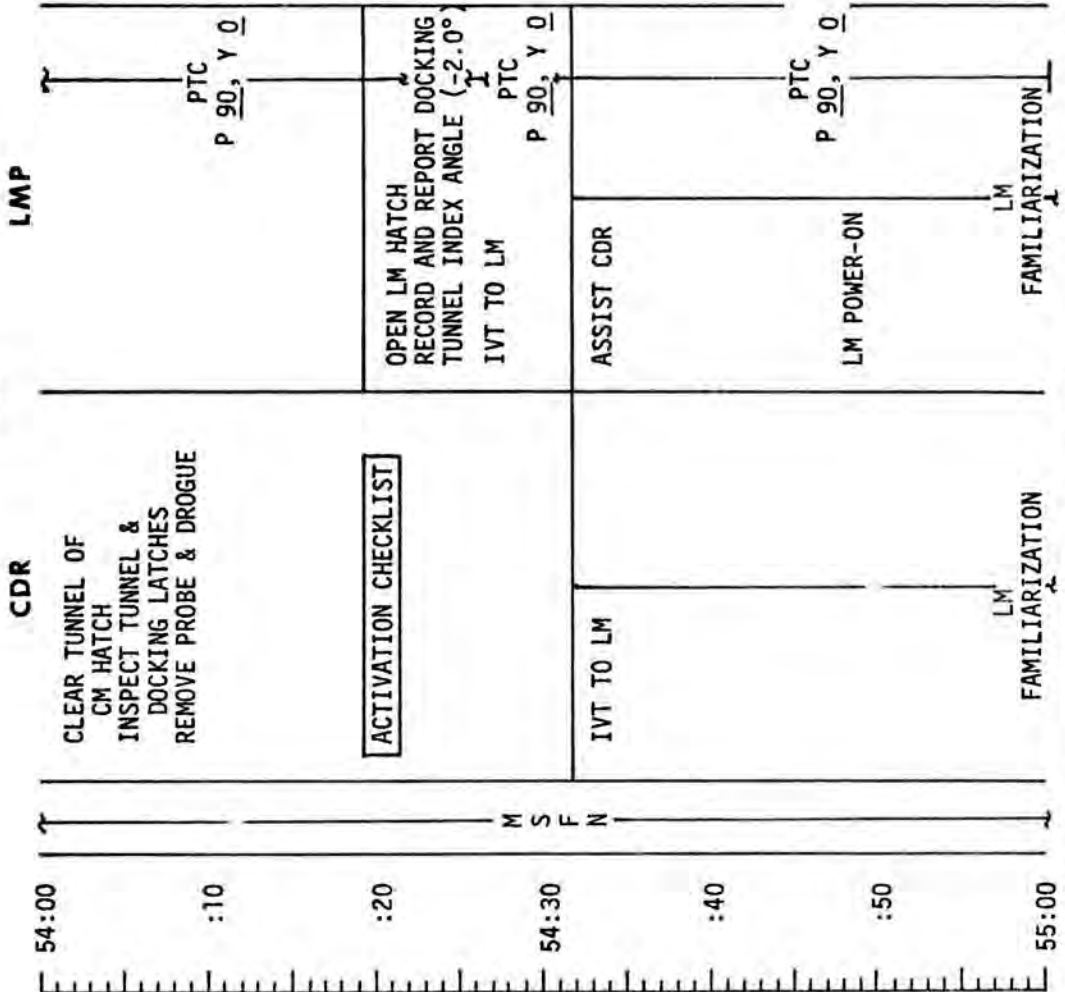 CDR
LMP
54:00
:10
:20
54:30
:40
:50
55:00
M
S
F
N
CLEAR TUNNEL OF
CM HATCH
INSPECT TUNNEL &
DOCKING LATCHES
REMOVE PROBE & DROGUE
ACTIVATION CHECKLIST
IVT TO LM
LM
FAMILIARIZATION
PTC
P 90, Y 0
OPEN LM HATCH
RECORD AND REPORT DOCKING
TUNNEL INDEX ANGLE (-2.0°)
IVT TO LM
PTC
P 90, Y 0
ASSIST CDR
LM POWER-ON
PTC
P 90, Y 0
LM
FAMILIARIZATION